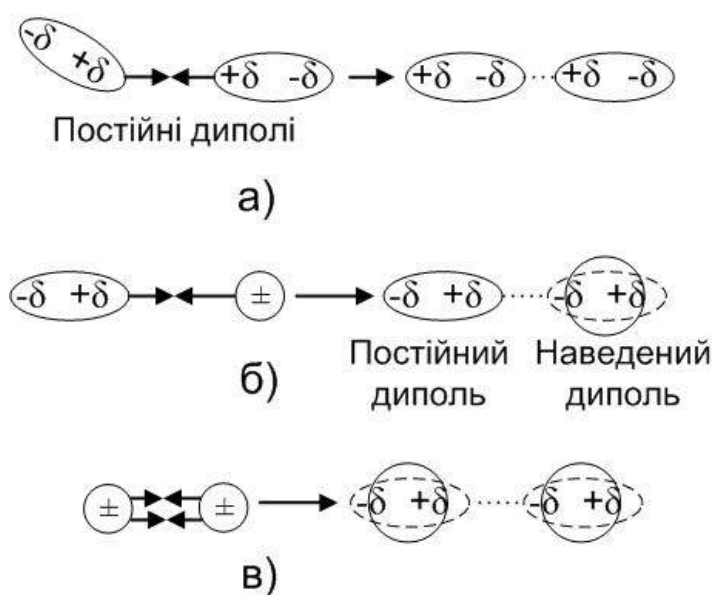 -δ +δ +δ -δ +δ -δ +δ -δ
Постійні диполі
а)
-δ +δ ± -δ +δ -δ +δ
Постійний Наведений
диполь диполь
б)
± ± -δ +δ -δ +δ
в)